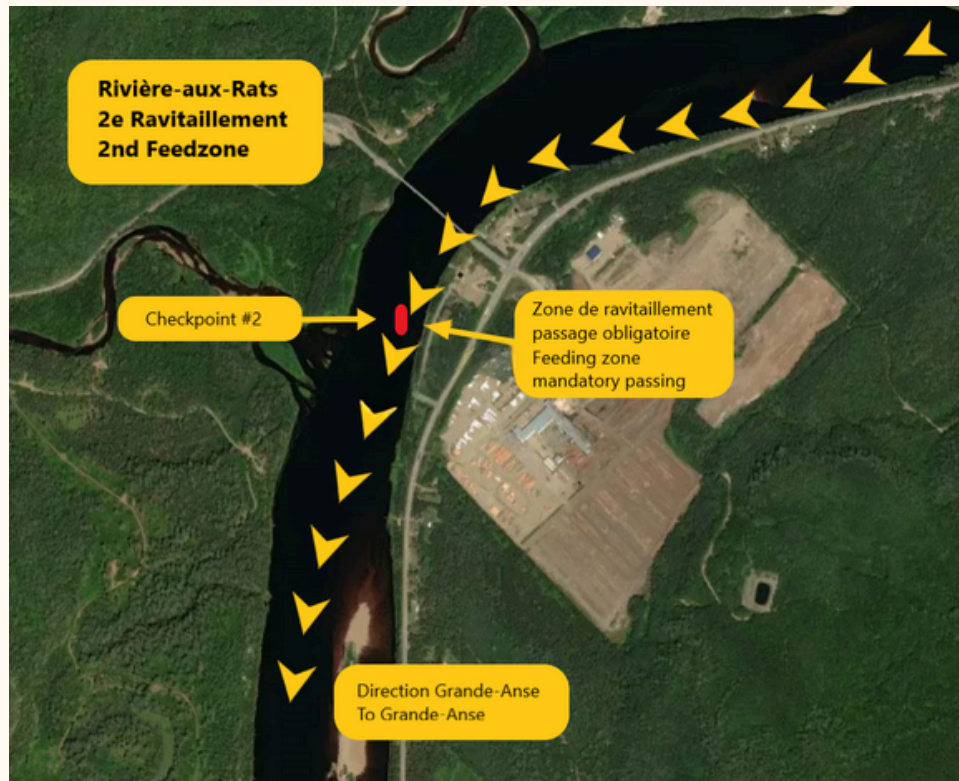 Rivière-aux-Rats
2e Ravitaillement
2nd Feedzone
Checkpoint #2
Zone de ravitaillement
passage obligatoire
Feeding zone
mandatory passing
Direction Grande-Anse
To Grande-Anse